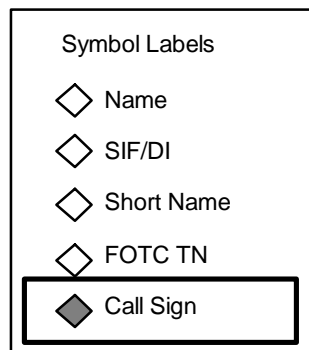 Symbol Labels
Name
SIF/DI
Short Name
FOTC TN
Call Sign